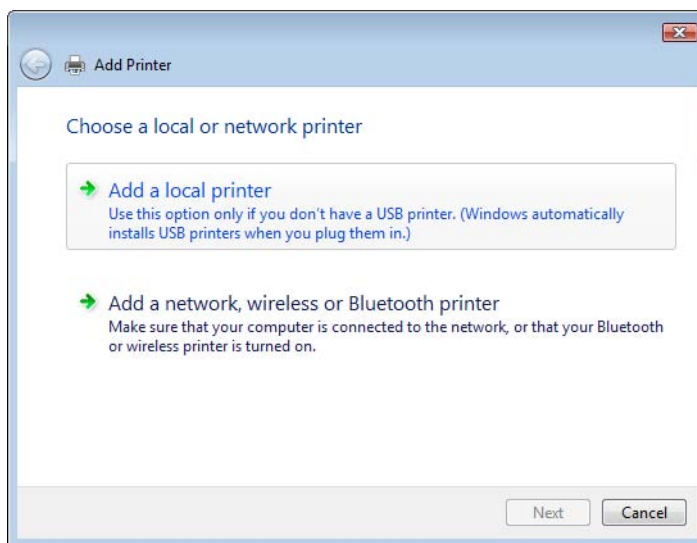 Add Printer
Choose a local or network printer
Add a local printer
Use this option only if you don't have a USB printer. (Windows automatically
installs USB printers when you plug them in.)
Add a network, wireless or Bluetooth printer
Make sure that your computer is connected to the network, or that your Bluetooth
or wireless printer is turned on.
Next
Cancel